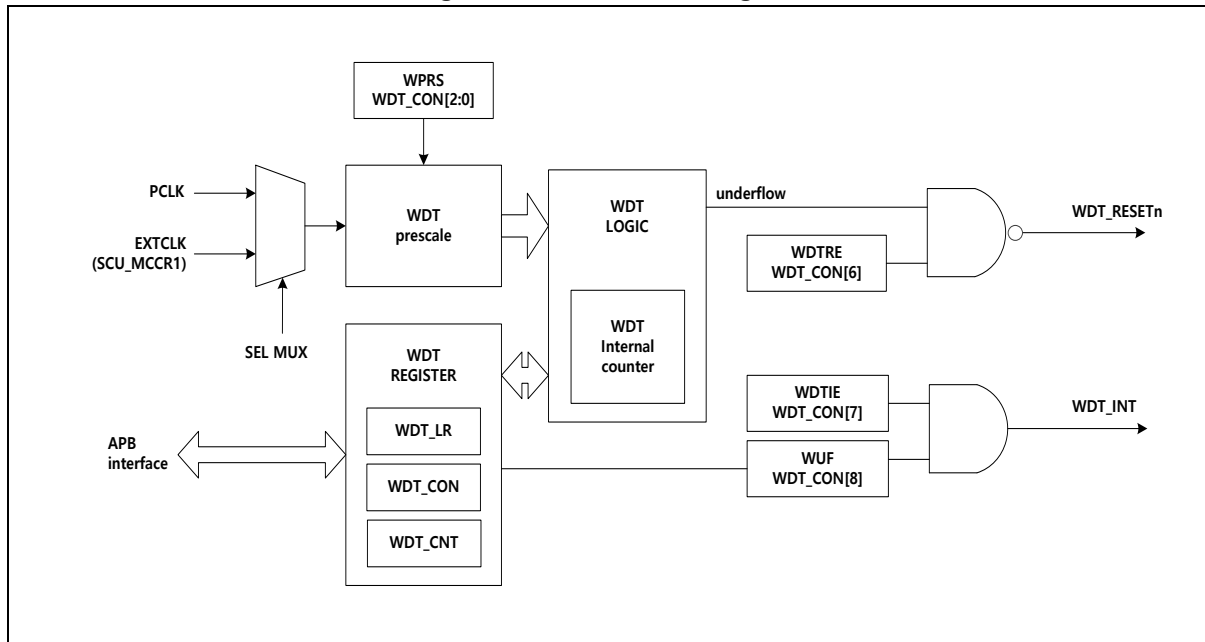 WPRS
WDT_CON[2:0]
PCLK
EXTCLK
(SCU_MCCR1)
SEL MUX
WDT
prescale
WDT
LOGIC
WDT
Internal
counter
underflow
WDTRE
WDT_CON[6]
WDT_RESETn
WDT
REGISTER
WDT_LR
WDT_CON
WDT_CNT
APB
interface
WDTIE
WDT_CON[7]
WUF
WDT_CON[8]
WDT_INT